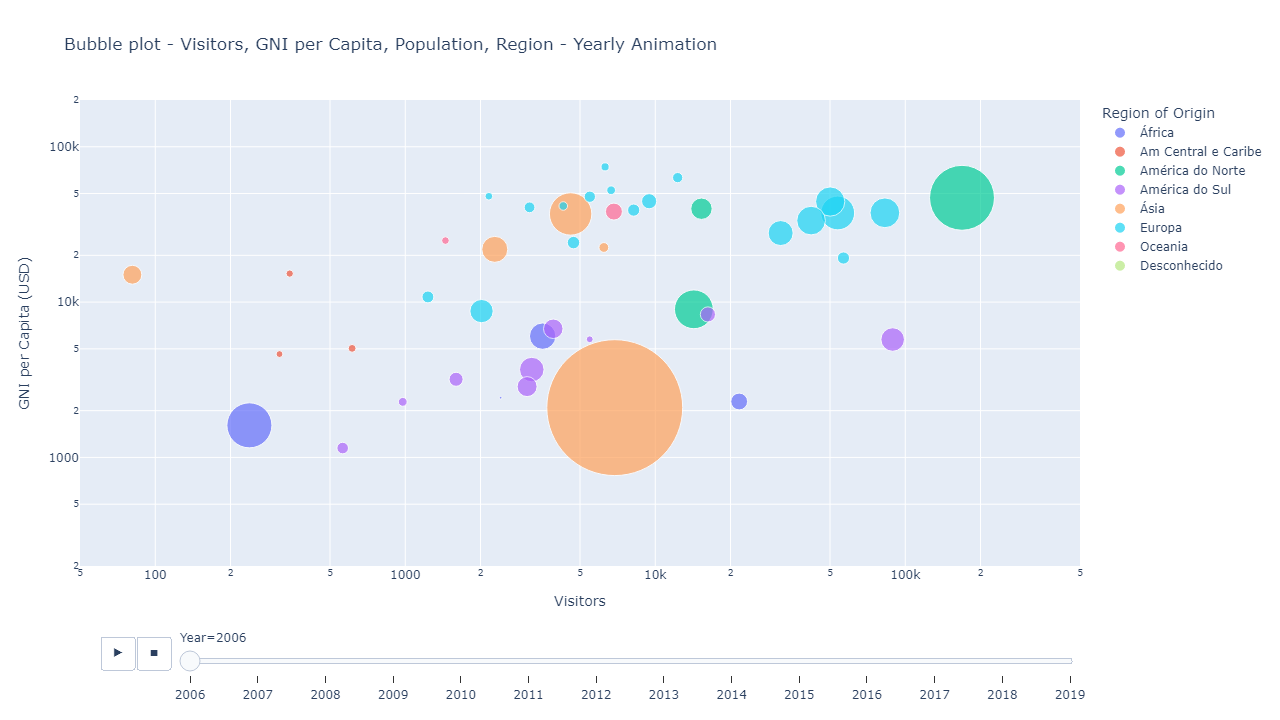 Bubble plot - Visitors, GNI per Capita, Population, Region - Yearly Animation
Region of Origin
África
Am Central e Caribe
América do Norte
América do Sul
Ásia
Europa
Oceania
Desconhecido
GNI per Capita (USD)
2
100k
5
2
10k
5
2
1000
5
2
5 100 2 5 1000 2 5 10k 2 5 100k 2 5
Visitors
Year=2006
2006 2007 2008 2009 2010 2011 2012 2013 2014 2015 2016 2017 2018 2019